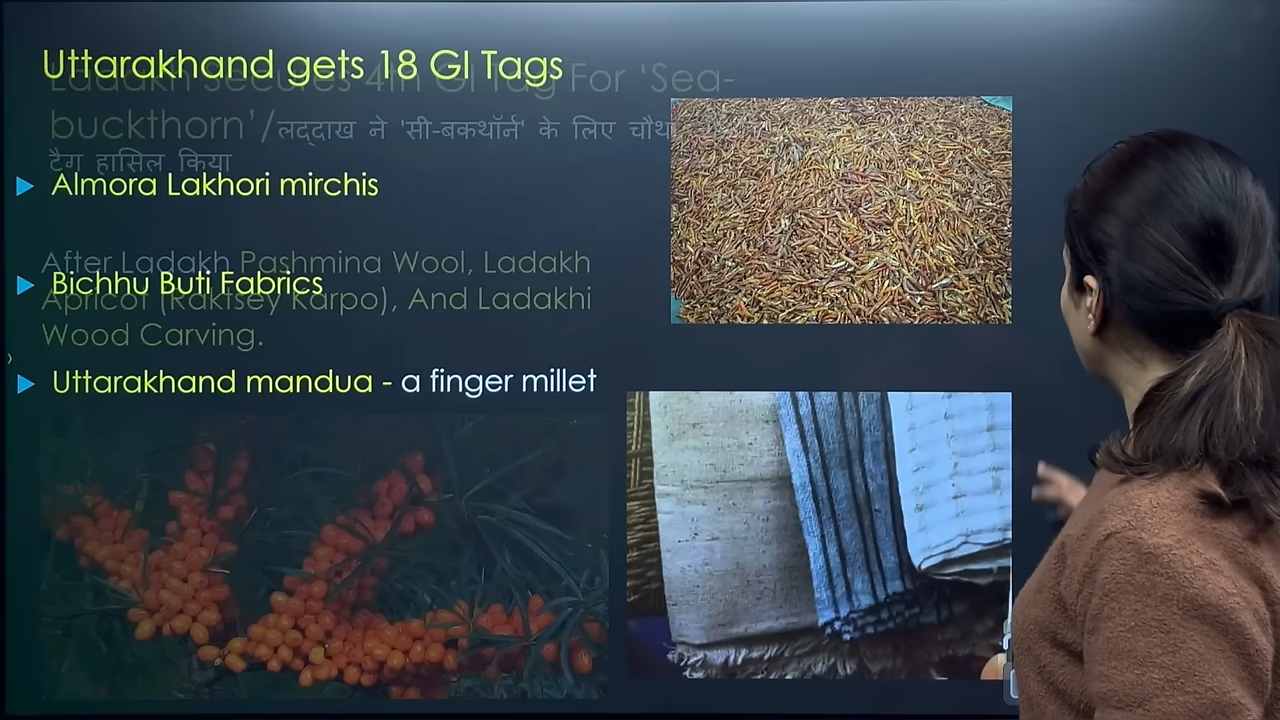 Uttarakhand gets 18 GI Tags
Ladakh Secures 4th GI Tag For ‘Sea-
buckthorn’/लद्दाख ने 'सी-बकथॉर्न' के लिए
टैग हासिल किया
Almora Lakhori mirchis
After Ladakh Pashmina Wool, Ladakh
Bichhu Buti Fabrics
Apricot (Raktsey Karpo), And Ladakhi
Wood Carving.
Uttarakhand mandua - a finger millet